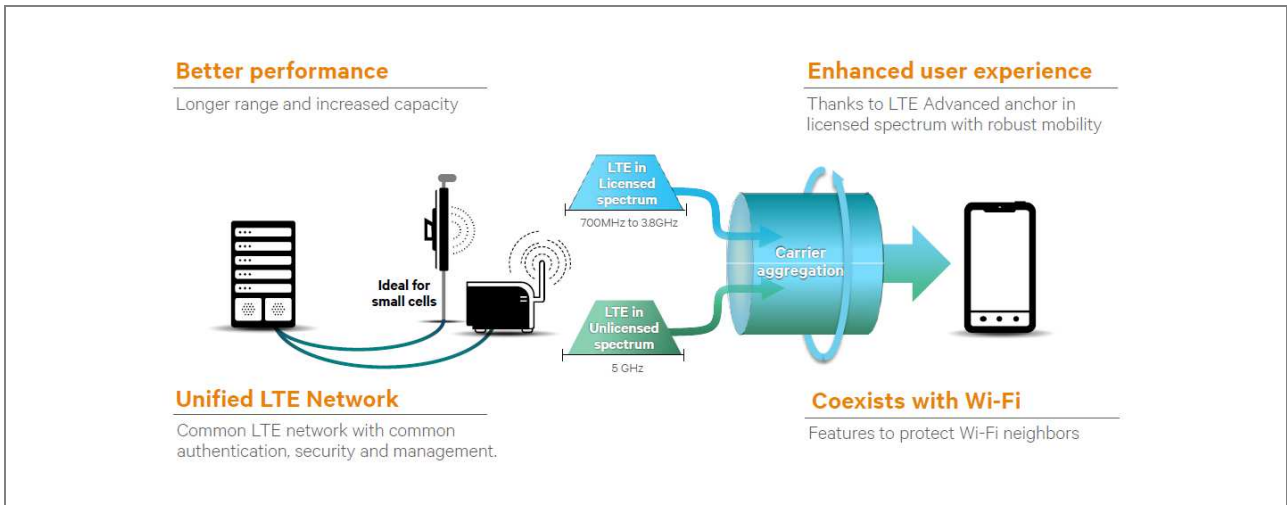 Better performance
Longer range and increased capacity
Enhanced user experience
Thanks to LTE Advanced anchor in
licensed spectrum with robust mobility
LTE in
Licensed
spectrum
700MHz to 3.8GHz
Carrier
aggregation
Ideal for
small cells
LTE in
Unlicensed
spectrum
5 GHz
Unified LTE Network
Common LTE network with common
authentication, security and management.
Coexists with Wi-Fi
Features to protect Wi-Fi neighbors